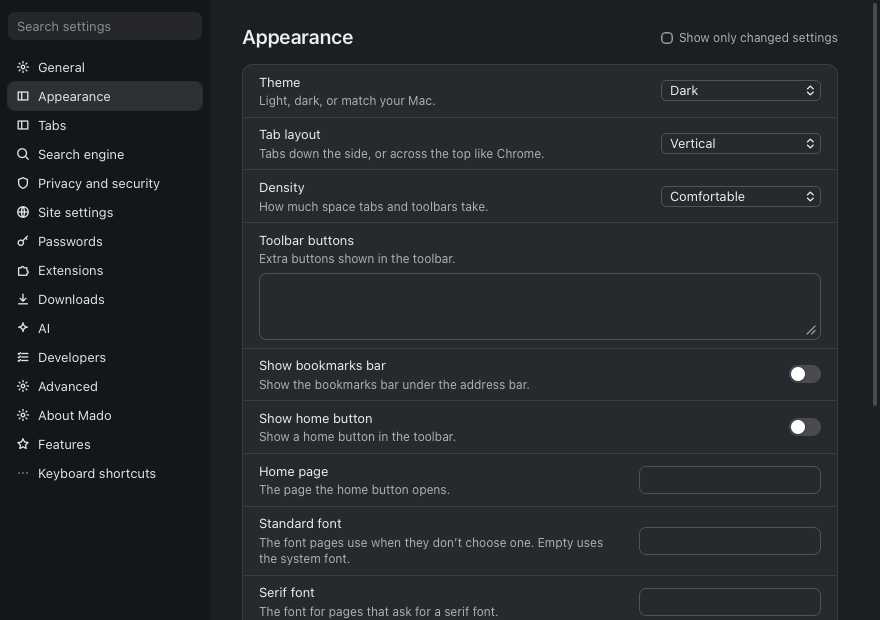 Search settings
General
Appearance
Tabs
Search engine
Privacy and security
Site settings
Passwords
Extensions
Downloads
AI
Developers
Advanced
About Mado
Features
Keyboard shortcuts
Appearance
Show only changed settings
Theme
Light, dark, or match your Mac.
Dark
Tab layout
Tabs down the side, or across the top like Chrome.
Vertical
Density
How much space tabs and toolbars take.
Comfortable
Toolbar buttons
Extra buttons shown in the toolbar.
Show bookmarks bar
Show the bookmarks bar under the address bar.
Show home button
Show a home button in the toolbar.
Home page
The page the home button opens.
Standard font
The font pages use when they don’t choose one. Empty uses
the system font.
Serif font
The font for pages that ask for a serif font.